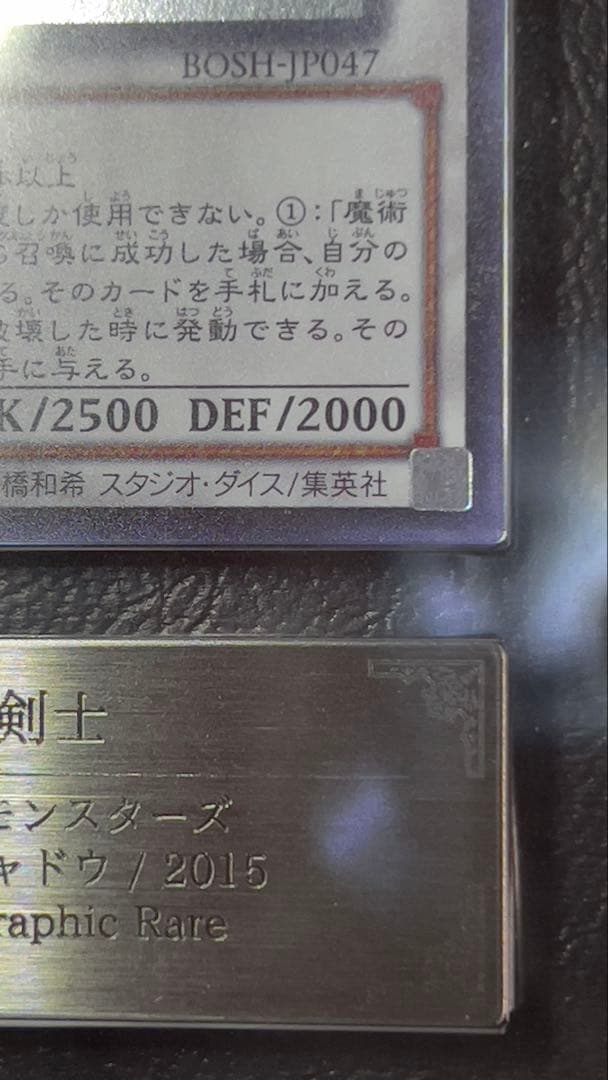 BOSH-JP047
以上
しか使用できない。①:「魔術
召喚に成功した場合、自分の
る。そのカードを手札に加える。
壊した時に発動できる。その
手に与える。
K/2500 DEF/2000
橋和希 スタジオ・ダイス/集英社
剣士
モンスターズ
ャドウ / 2015
raphic Rare